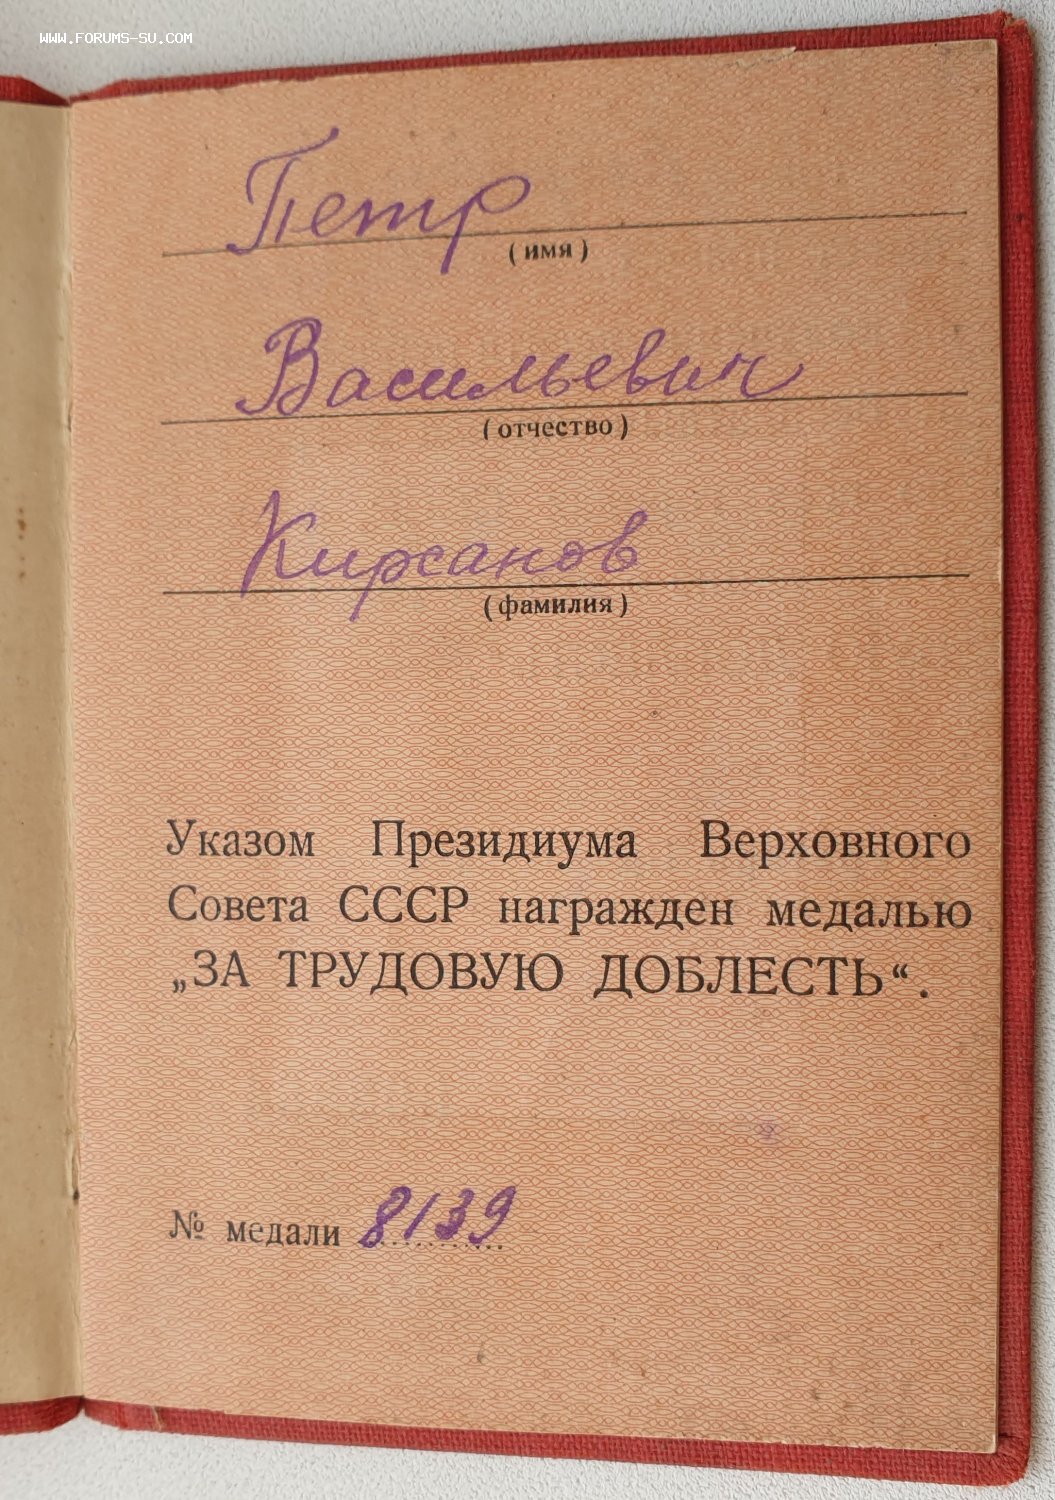 WWW.FORUMS-SU.COM
Петр
(имя)
Васильевич
(отчество)
Кирсанов
(фамилия)
Указом Президиума Верховного
Совета СССР награжден медалью
„ЗА ТРУДОВУЮ ДОБЛЕСТЬ“.
№ медали 8139